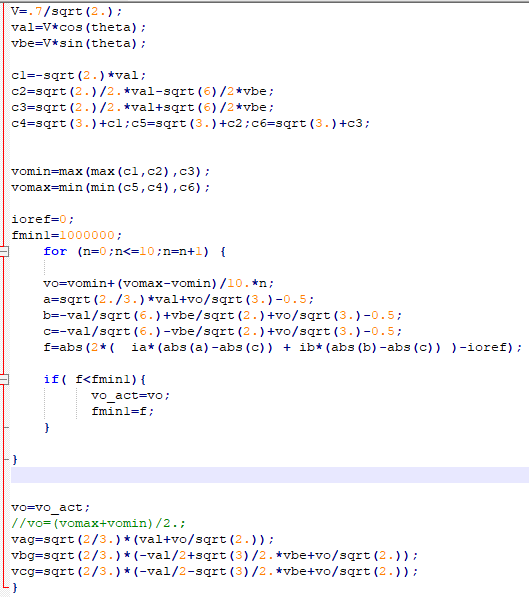 V=.7/sqrt(2.);
val=V*cos(theta);
vbe=V*sin(theta);
c1=-sqrt(2.)*val;
c2=sqrt(2.)/2.*val-sqrt(6)/2*vbe;
c3=sqrt(2.)/2.*val+sqrt(6)/2*vbe;
c4=sqrt(3.)+c1;c5=sqrt(3.)+c2;c6=sqrt(3.)+c3;
vomin=max(max(c1,c2),c3);
vomax=min(min(c5,c4),c6);
ioref=0;
fmin1=1000000;
for (n=0;n<=10;n=n+1) {
vo=vomin+(vomax-vomin)/10.*n;
a=sqrt(2./3.)*val+vo/sqrt(3.)-0.5;
b=-val/sqrt(6.)+vbe/sqrt(2.)+vo/sqrt(3.)-0.5;
c=-val/sqrt(6.)-vbe/sqrt(2.)+vo/sqrt(3.)-0.5;
f=abs(2*(  ia*(abs(a)-abs(c)) + ib*(abs(b)-abs(c)) )-ioref);
if( f<fmin1){
vo_act=vo;
fmin1=f;
}
}
vo=vo_act;
//vo=(vomax+vomin)/2.;
vag=sqrt(2/3.)*(val+vo/sqrt(2.));
vbg=sqrt(2/3.)*(-val/2+sqrt(3)/2.*vbe+vo/sqrt(2.));
vcg=sqrt(2/3.)*(-val/2-sqrt(3)/2.*vbe+vo/sqrt(2.));
}